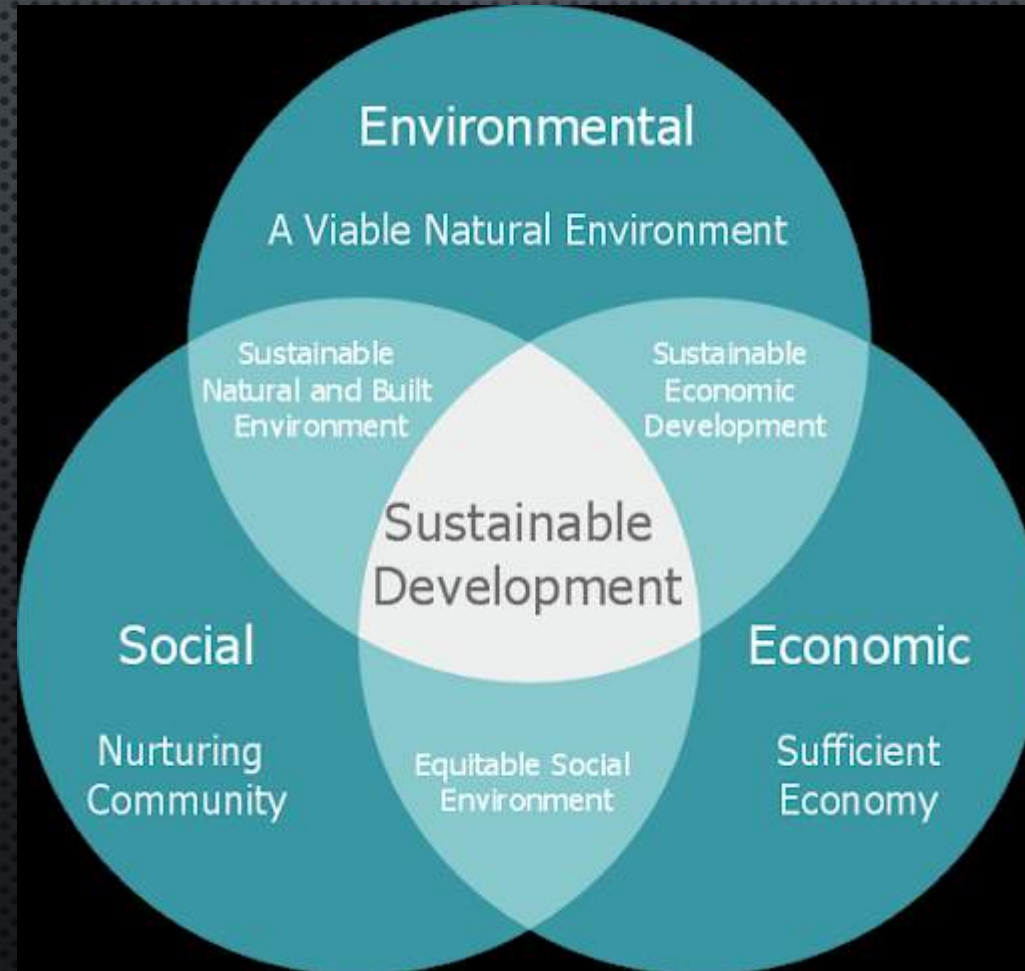 Environmental
A Viable Natural Environment
Sustainable
Natural and Built
Environment
Sustainable
Economic
Development
Sustainable
Development
Social
Nurturing
Community
Economic
Sufficient
Economy
Equitable Social
Environment